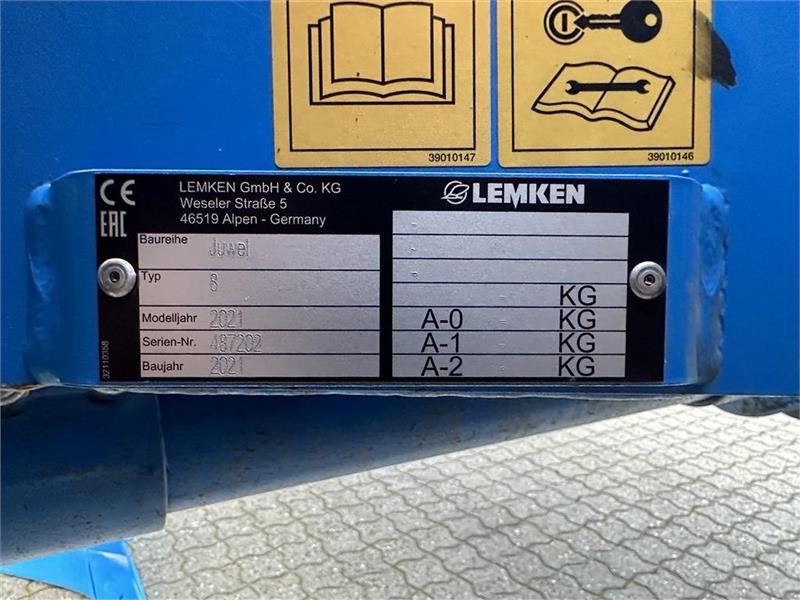 39010147
39010146
CE
EAC
LEMKEN GmbH & Co. KG
Weseler Straße 5
46519 Alpen - Germany
LEMKEN
Baureihe Juwel
Typ 8
Modelljahr 2021
Serien-Nr. 487202
Baujahr 2021
-
-
-
- KG
A-0 - KG
A-1 - KG
A-2 - KG
32110358